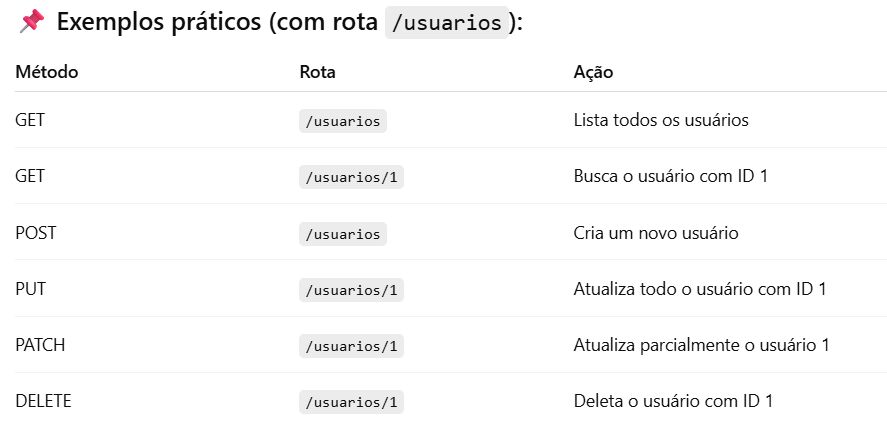 📌 Exemplos práticos (com rota /usuarios):
Método Rota Ação
GET /usuarios Lista todos os usuários
GET /usuarios/1 Busca o usuário com ID 1
POST /usuarios Cria um novo usuário
PUT /usuarios/1 Atualiza todo o usuário com ID 1
PATCH /usuarios/1 Atualiza parcialmente o usuário 1
DELETE /usuarios/1 Deleta o usuário com ID 1